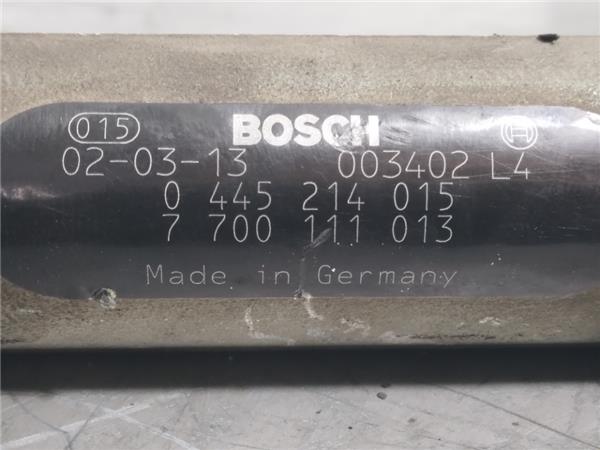 015 BOSCH
02-03-13 003402 L4
0 445 214 015
7 700 111 013
Made in Germany